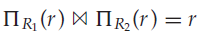 Π_{R_1}(r) ⋈ Π_{R_2}(r) = r